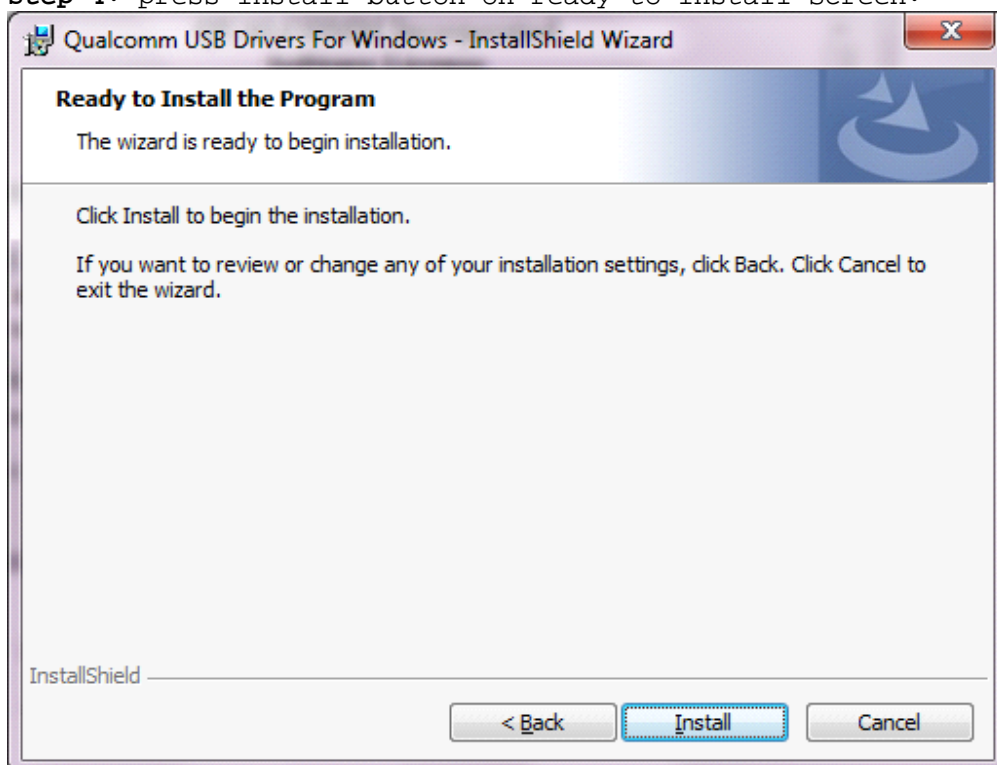 Step 4: press install button on ready to install screen.
Qualcomm USB Drivers For Windows - InstallShield Wizard
Ready to Install the Program
The wizard is ready to begin installation.
Click Install to begin the installation.
If you want to review or change any of your installation settings, click Back. Click Cancel to
exit the wizard.
InstallShield
< Back
Install
Cancel